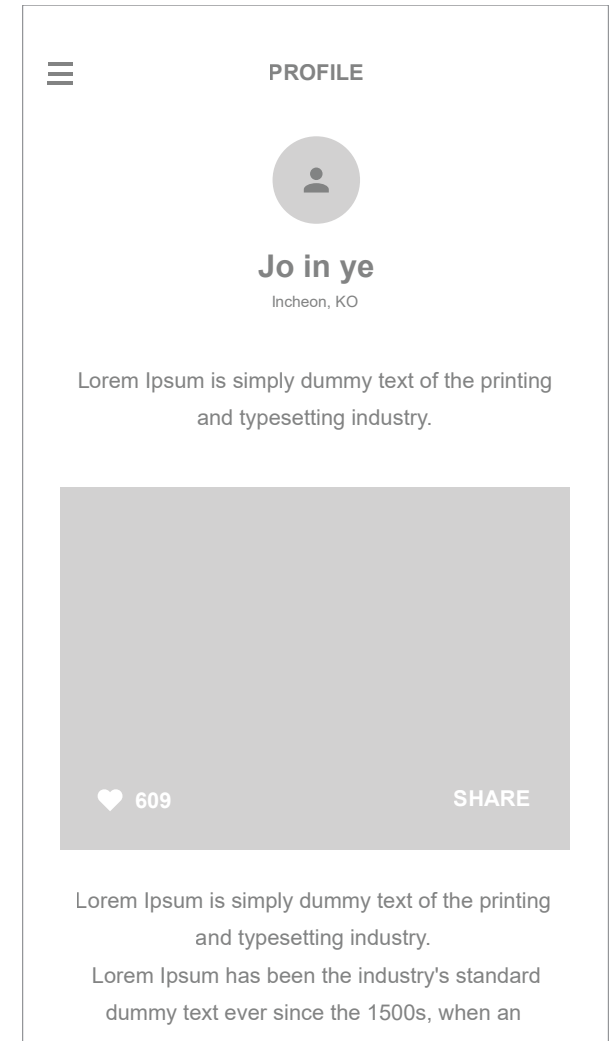 PROFILE
Jo in ye
Incheon, KO
Lorem Ipsum is simply dummy text of the printing
and typesetting industry.
609
SHARE
Lorem Ipsum is simply dummy text of the printing
and typesetting industry.
Lorem Ipsum has been the industry's standard
dummy text ever since the 1500s, when an